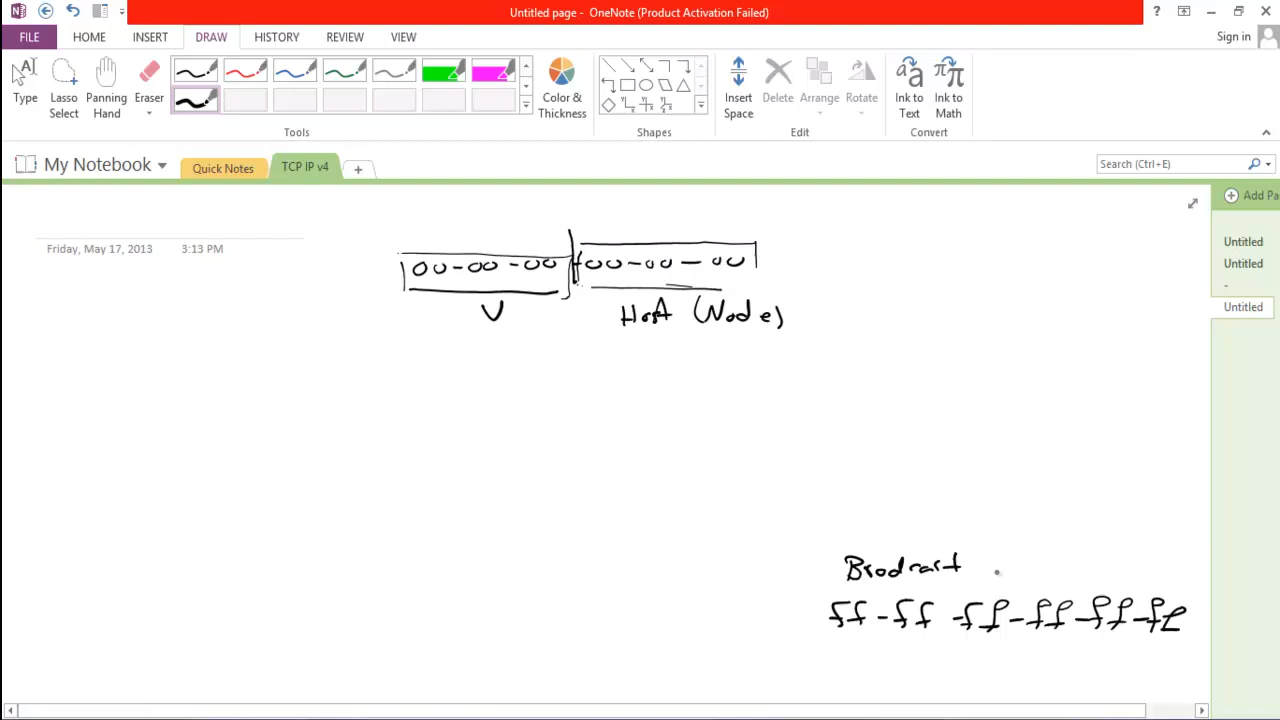 Untitled page - OneNote (Product Activation Failed)
?
Sign in
FILE HOME INSERT DRAW HISTORY REVIEW VIEW
Type
Lasso Select
Panning Hand
Eraser
Color & Thickness
Insert Space
Delete
Arrange
Rotate
Ink to Text
Ink to Math
Tools
Shapes
Edit
Convert
My Notebook
Quick Notes
TCP IP v4
Search (Ctrl+E)
Add Pa
Friday, May 17, 2013 3:13 PM
Untitled
Untitled
-
Untitled
00-00-00 00-00-00
V Host (Node)
Brodcast
ff-ff-ff-ff-ff-ff